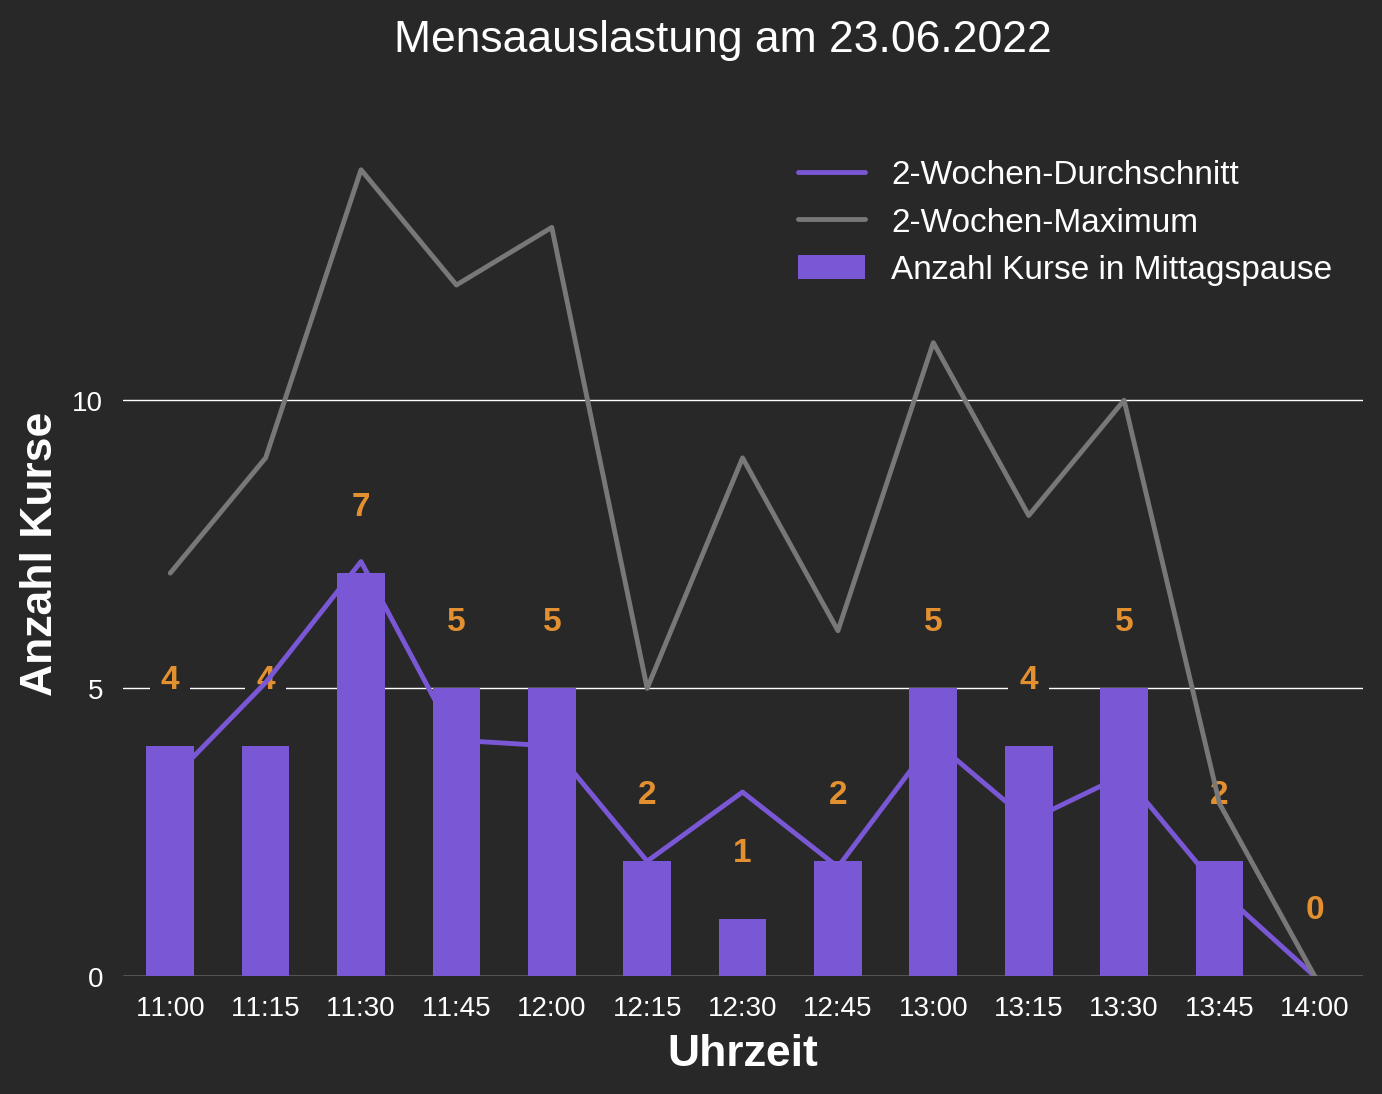 Mensaauslastung am 23.06.2022
2-Wochen-Durchschnitt
2-Wochen-Maximum
Anzahl Kurse in Mittagspause
Anzahl Kurse
10
5
0
4
4
7
5
5
2
1
2
5
4
5
2
0
11:00 11:15 11:30 11:45 12:00 12:15 12:30 12:45 13:00 13:15 13:30 13:45 14:00
Uhrzeit